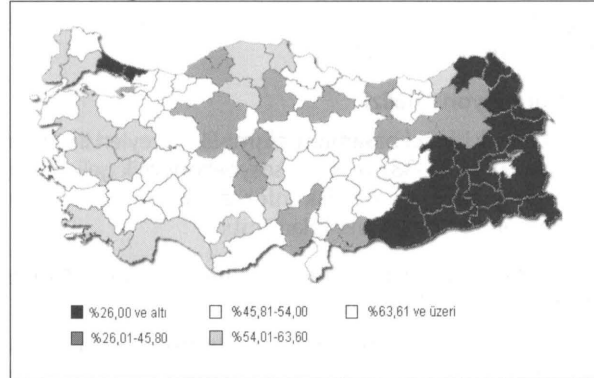 %26,00 ve altı %45,81-54,00 %63,61 ve üzeri
%26,01-45,80 %54,01-63,60